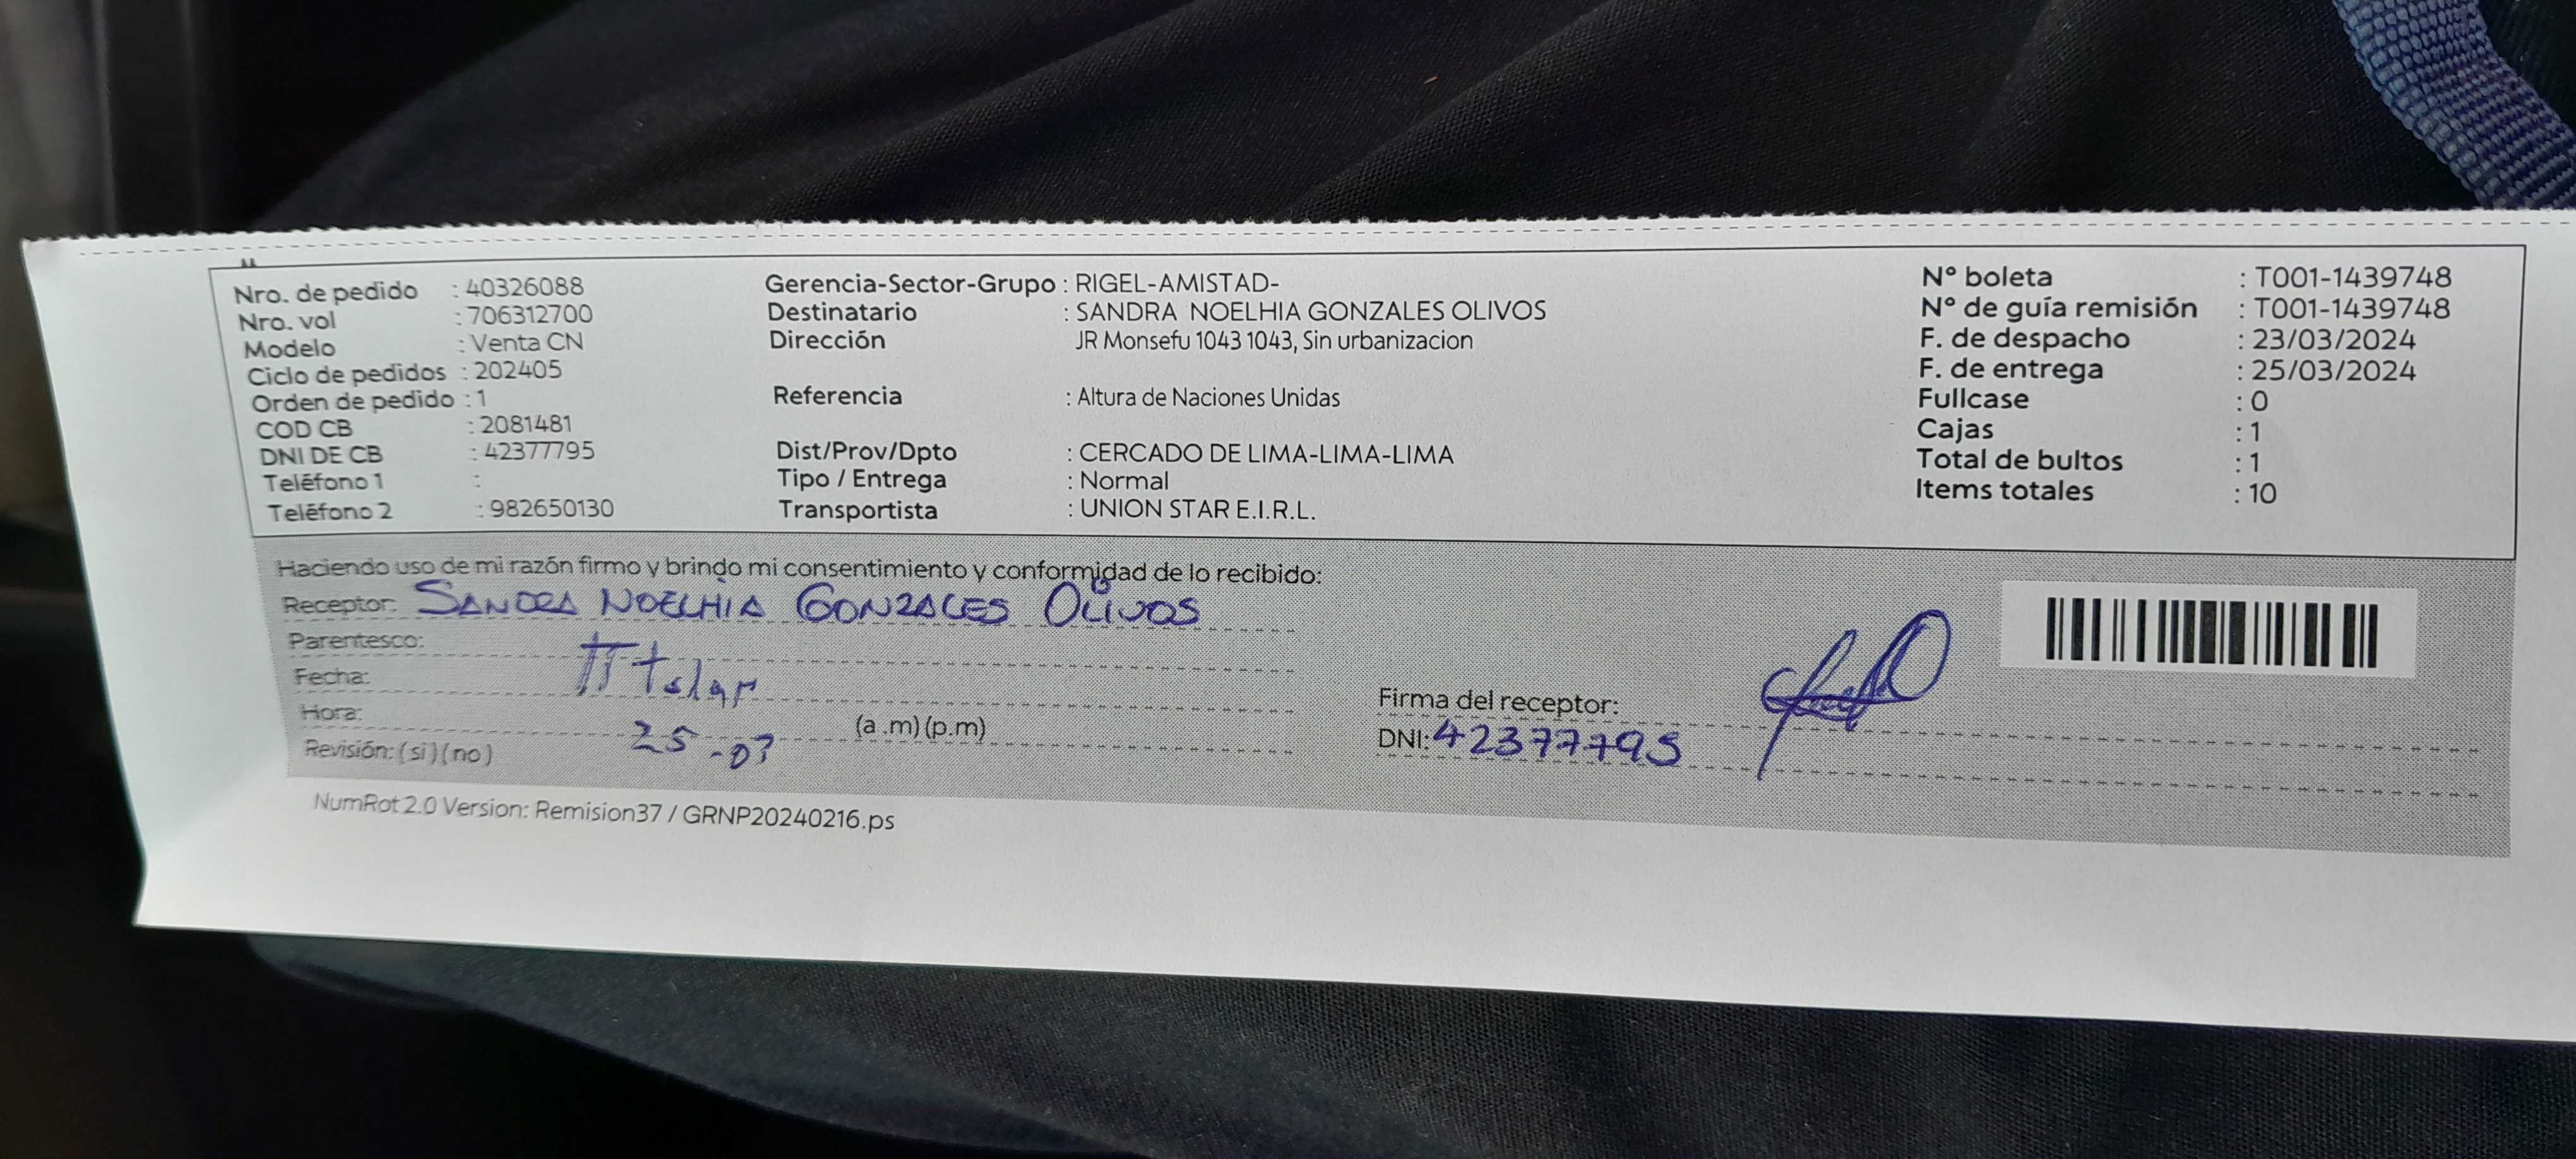 Nro. de pedido : 40326088
Nro. vol : 706312700
Modelo : Venta CN
Ciclo de pedidos : 202405
Orden de pedido : 1
COD CB : 2081481
DNI DE CB : 42377795
Teléfono 1 :
Teléfono 2 : 982650130
Gerencia-Sector-Grupo : RIGEL-AMISTAD-
Destinatario : SANDRA NOELHIA GONZALES OLIVOS
Dirección JR Monsefu 1043 1043, Sin urbanizacion
Referencia : Altura de Naciones Unidas
Dist/Prov/Dpto : CERCADO DE LIMA-LIMA-LIMA
Tipo / Entrega : Normal
Transportista : UNION STAR E.I.R.L.
Nº boleta : T001-1439748
Nº de guía remisión : T001-1439748
F. de despacho : 23/03/2024
F. de entrega : 25/03/2024
Fullcase : 0
Cajas : 1
Total de bultos : 1
Items totales : 10
Haciendo uso de mi razón firmo y brindo mi consentimiento y conformidad de lo recibido:
Receptor: SANDRA NOELHIA GONZALES OLIVOS
Parentesco:
Titular
Fecha:
Hora: (a .m) (p.m)
25-03
Revisión: (si) (no)
Firma del receptor:
DNI: 42377795
NumRot 2.0 Version: Remision37 / GRNP20240216.ps